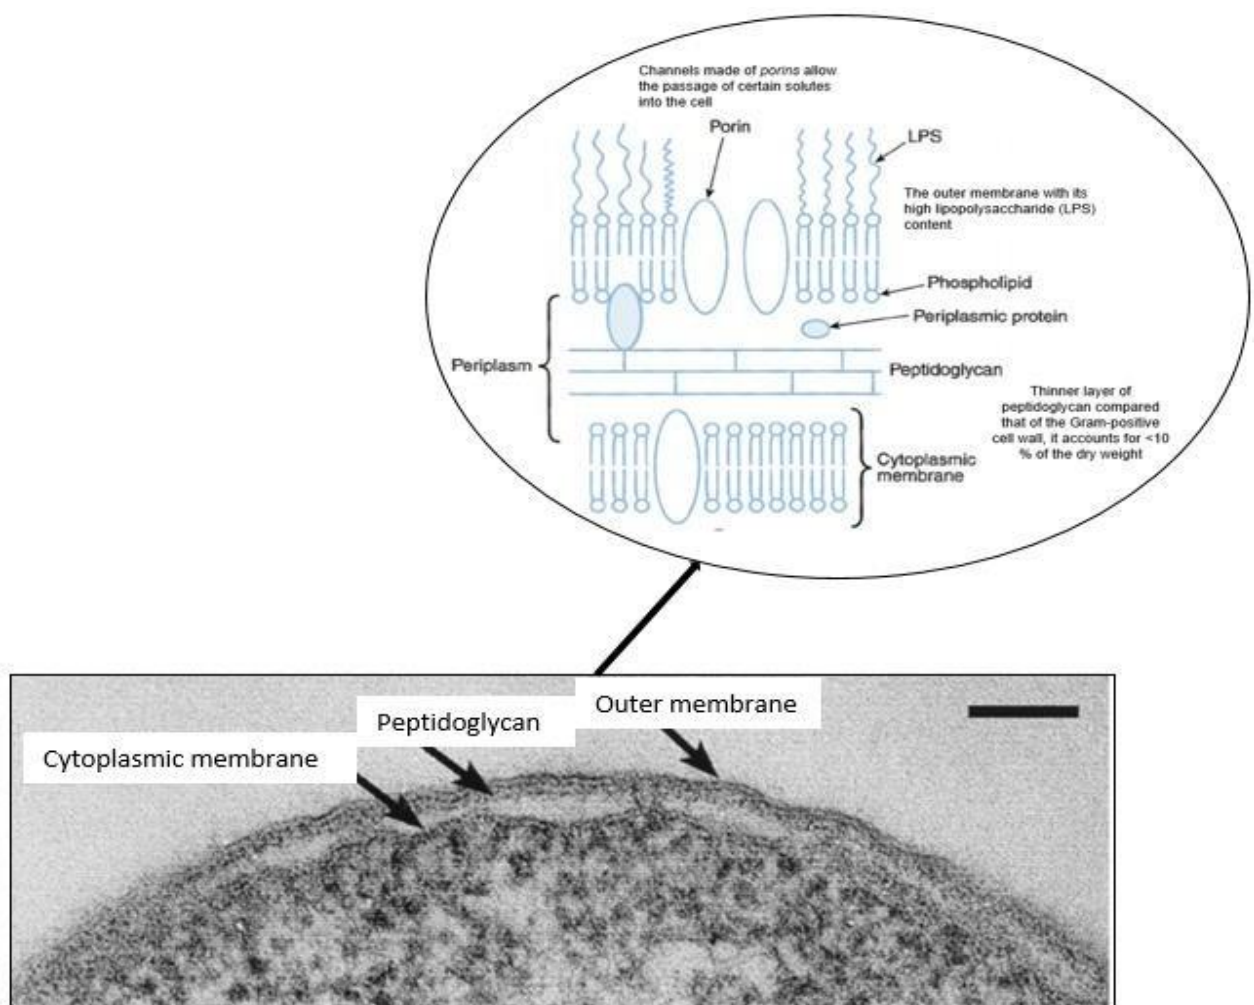 Channels made of porins allow
the passage of certain solutes
into the cell
Porin
LPS
The outer membrane with its
high lipopolysaccharide (LPS)
content
Phospholipid
Periplasmic protein
Periplasm
Peptidoglycan
Thinner layer of
peptidoglycan compared
that of the Gram-positive
cell wall, it accounts for <10
% of the dry weight
Cytoplasmic
membrane
Outer membrane
Peptidoglycan
Cytoplasmic membrane